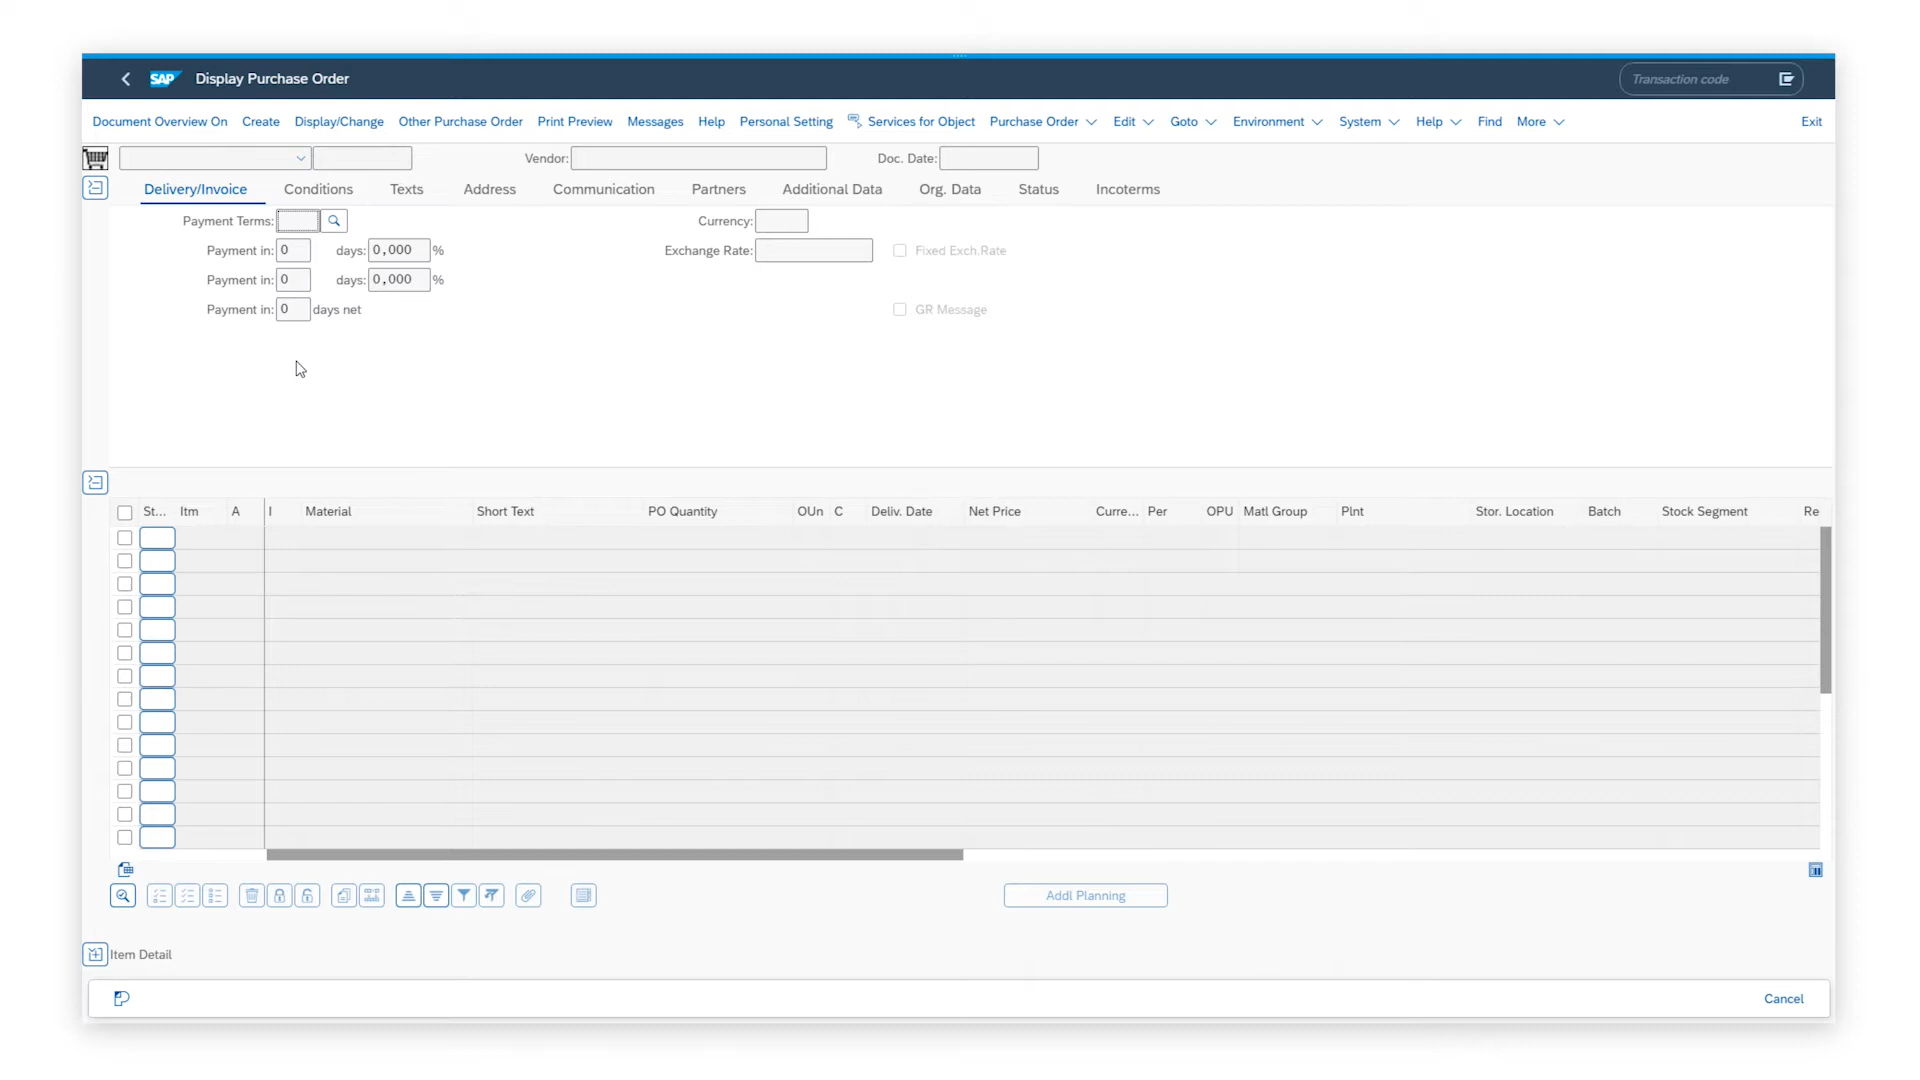 SAP Display Purchase Order Transaction code
Document Overview On Create Display/Change Other Purchase Order Print Preview Messages Help Personal Setting Services for Object Purchase Order Edit Goto Environment System Help Find More Exit
Vendor: Doc. Date:
Delivery/Invoice Conditions Texts Address Communication Partners Additional Data Org. Data Status Incoterms
Payment Terms: Currency:
Payment in: 0 days: 0,000 % Exchange Rate: Fixed Exch.Rate
Payment in: 0 days: 0,000 %
Payment in: 0 days net GR Message
St... Itm A I Material Short Text PO Quantity OUn C Deliv. Date Net Price Curre... Per OPU Matl Group Plnt Stor. Location Batch Stock Segment Re
Addl Planning
Item Detail
Cancel